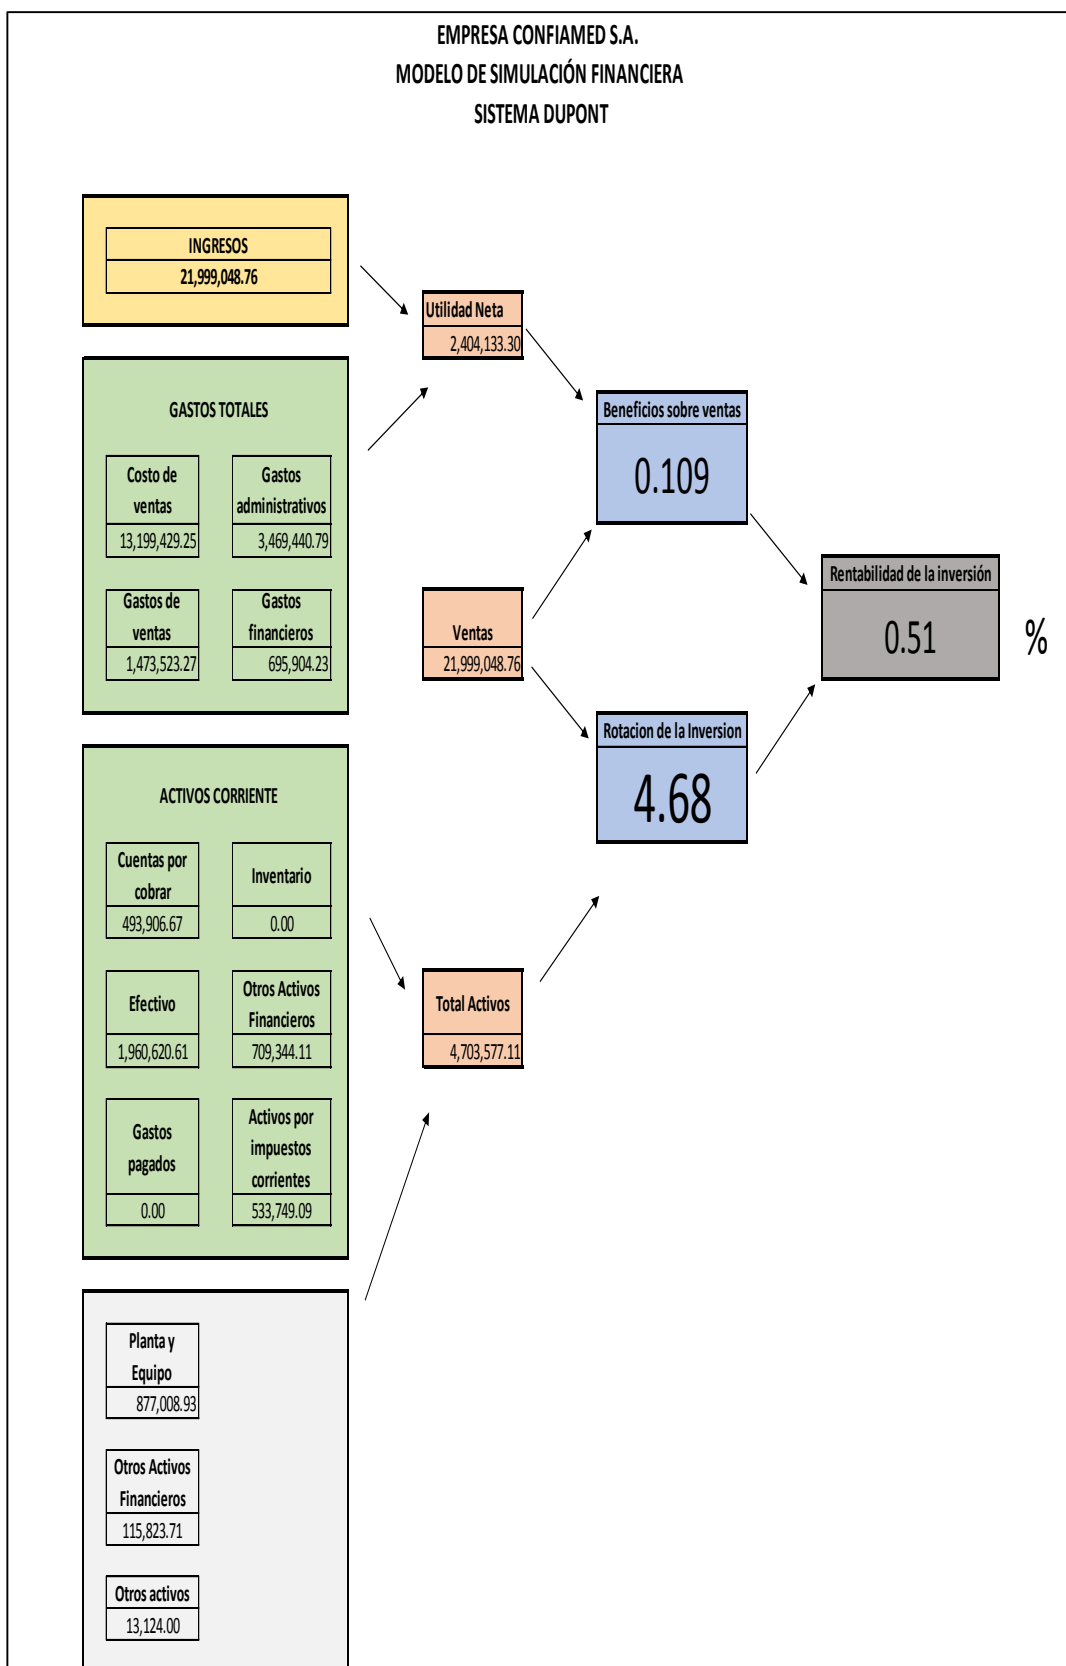 EMPRESA CONFIAMED S.A.
MODELO DE SIMULACIÓN FINANCIERA
SISTEMA DUPONT
INGRESOS
21,999,048.76
Utilidad Neta
2,404,133.30
GASTOS TOTALES
Costo de
ventas
13,199,429.25
Gastos
administrativos
3,469,440.79
Gastos de
ventas
1,473,523.27
Gastos
financieros
695,904.23
Beneficios sobre ventas
0.109
Ventas
21,999,048.76
Rentabilidad de la inversión
0.51
%
Rotacion de la Inversion
4.68
ACTIVOS CORRIENTE
Cuentas por
cobrar
493,906.67
Inventario
0.00
Efectivo
1,960,620.61
Otros Activos
Financieros
709,344.11
Total Activos
4,703,577.11
Gastos
pagados
0.00
Activos por
impuestos
corrientes
533,749.09
Planta y
Equipo
877,008.93
Otros Activos
Financieros
115,823.71
Otros activos
13,124.00